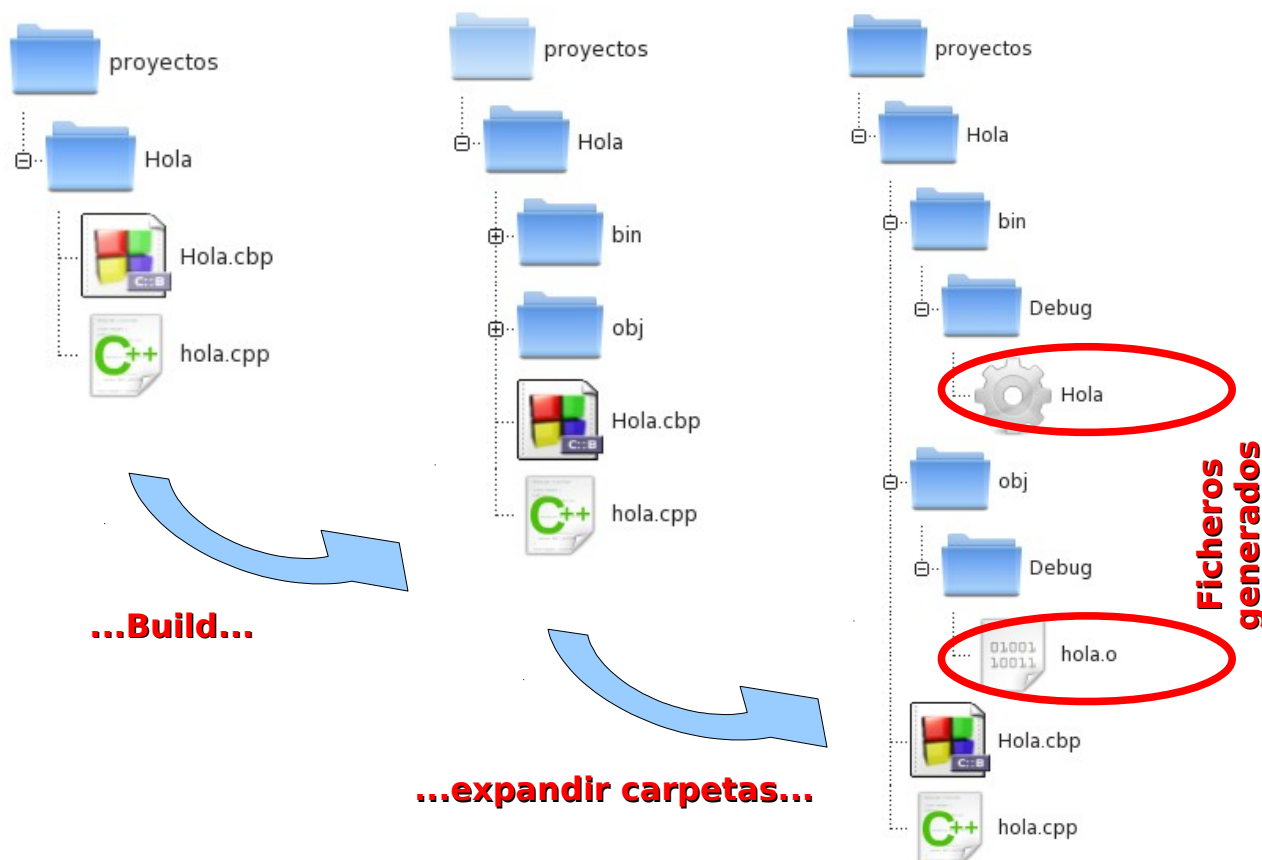 proyectos
Hola
Hola.cbp
C::B
C++
hola.cpp
...Build...
proyectos
Hola
bin
obj
Hola.cbp
C::B
C++
hola.cpp
...expandir carpetas...
proyectos
Hola
bin
Debug
Hola
obj
Debug
01001
10011
hola.o
Hola.cbp
C::B
C++
hola.cpp
Ficheros
generados